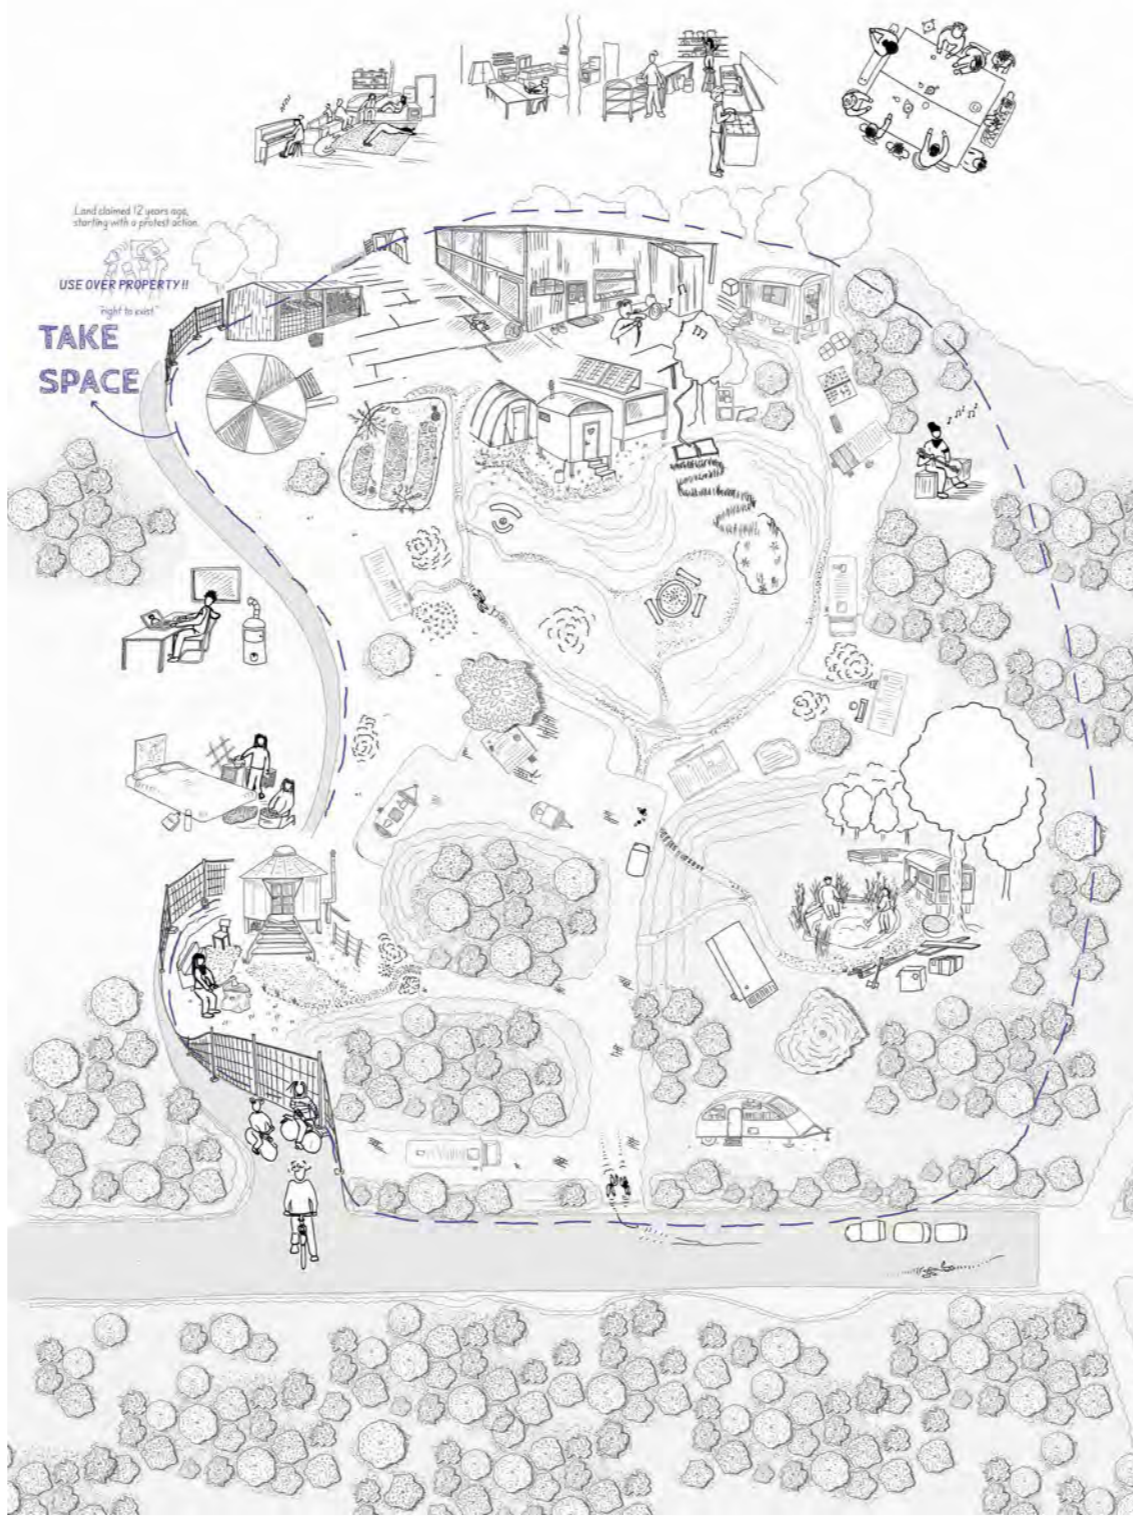 Land claimed 12 years ago,
starting with a protest action.
USE OVER PROPERTY!!
"right to exist"
TAKE
SPACE